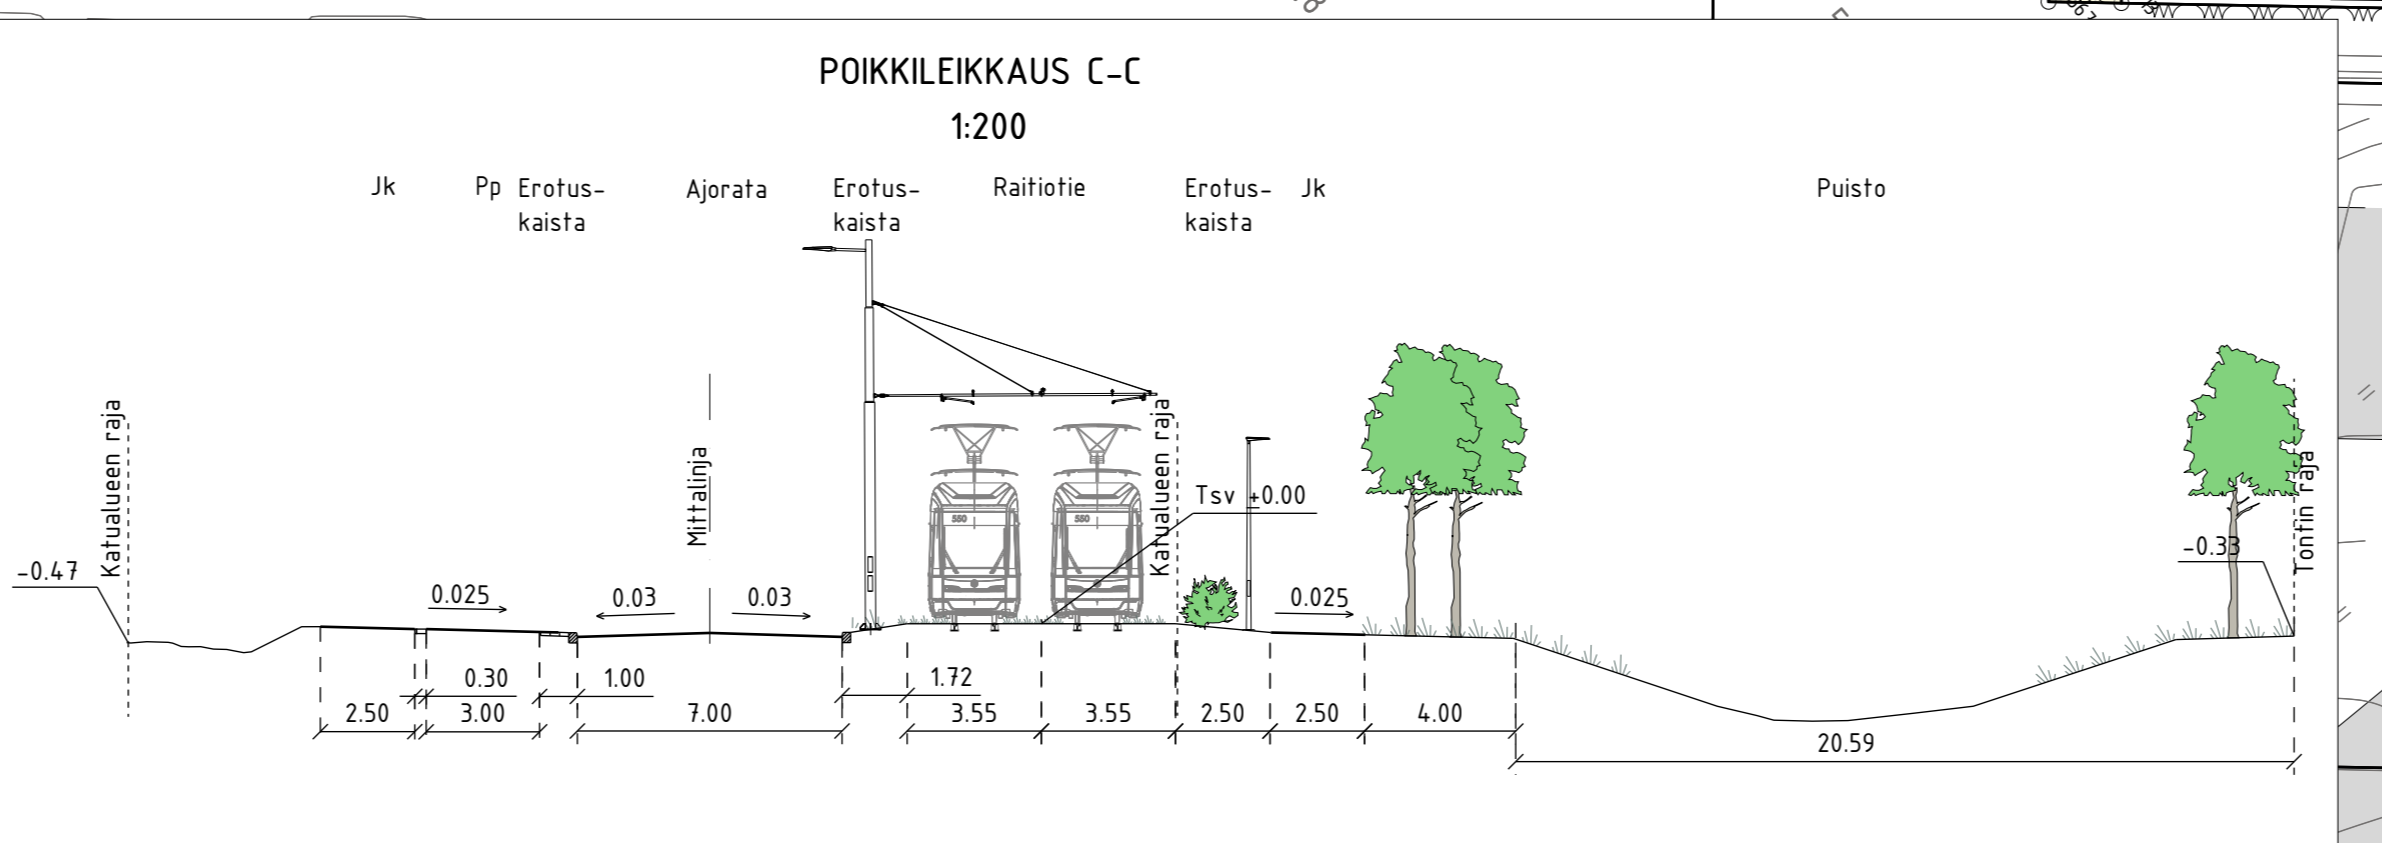 POIKKILEIKKAUS C-C
1:200
Jk
Pp
Erotus-
kaista
Ajorata
Erotus-
kaista
Raitiotie
Erotus-
kaista
Jk
Puisto
Katualueen raja
Mittalinja
Katualueen raja
Tontin raja
Tsv +0.00
550
550
-0.47
-0.33
0.025
0.03
0.03
0.025
0.30
1.00
1.72
2.50
3.00
7.00
3.55
3.55
2.50
2.50
4.00
20.59